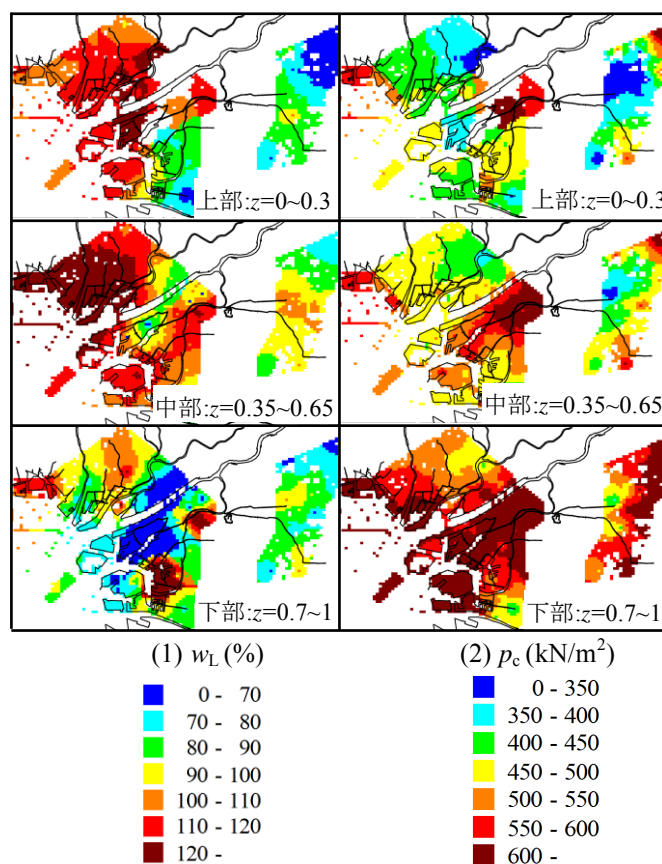 上部:z=0~0.3
上部:z=0~0.3
中部:z=0.35~0.65
中部:z=0.35~0.65
下部:z=0.7~1
下部:z=0.7~1
(1) wL (%)
(2) pc (kN/m²)
0 - 70
70 - 80
80 - 90
90 - 100
100 - 110
110 - 120
120 -
0 - 350
350 - 400
400 - 450
450 - 500
500 - 550
550 - 600
600 -